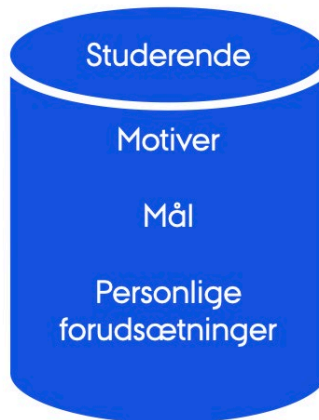 Studerende
Motiver
Mål
Personlige
forudsætninger